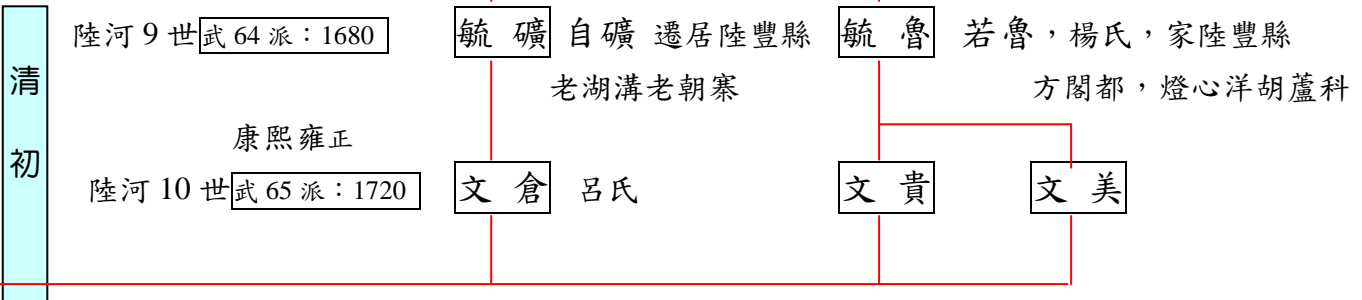 清初
陸河 9 世武 64 派：1680 毓礦 自礦 遷居陸豐縣 毓魯 若魯，楊氏，家陸豐縣
老湖溝老朝寨 方閣都，燈心洋胡蘆科
康熙雍正
陸河 10 世武 65 派：1720 文倉 呂氏 文貴 文美